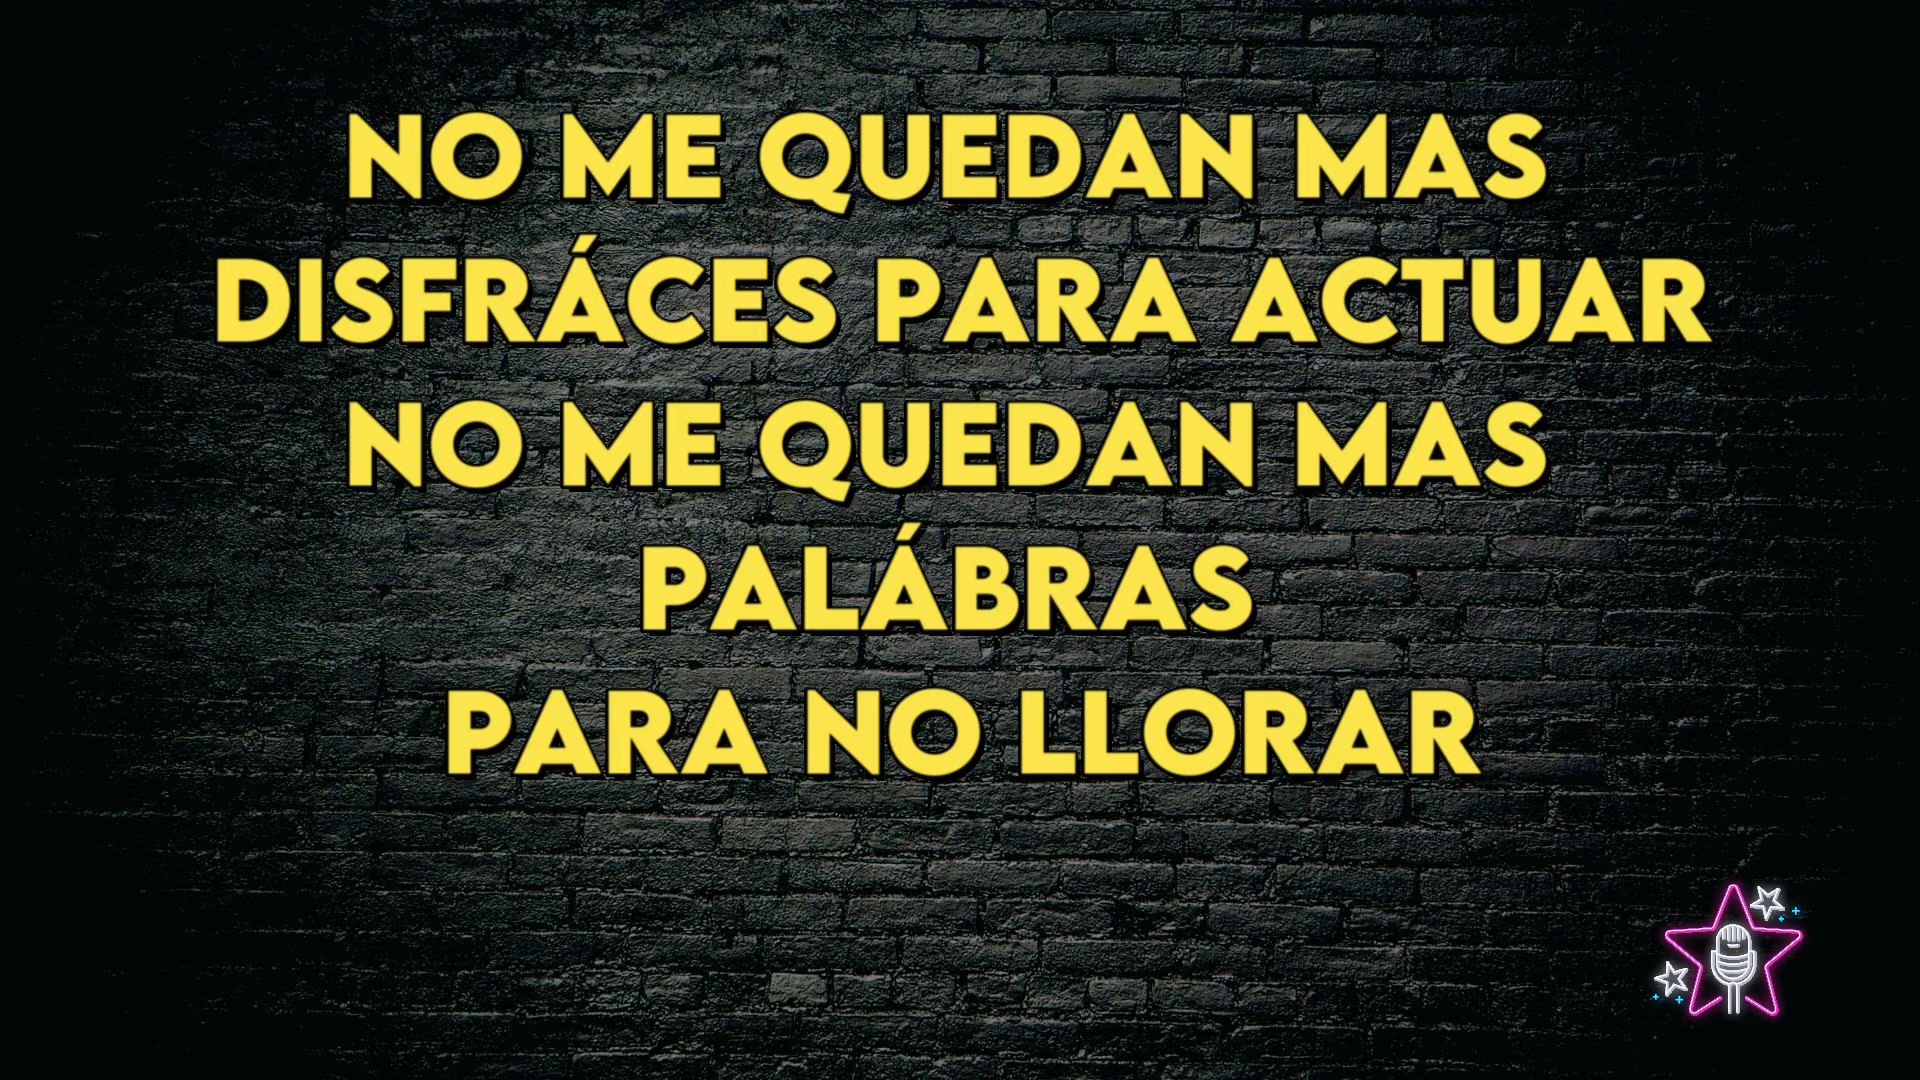 NO ME QUEDAN MAS
DISFRÁCES PARA ACTUAR
NO ME QUEDAN MAS
PALÁBRAS
PARA NO LLORAR